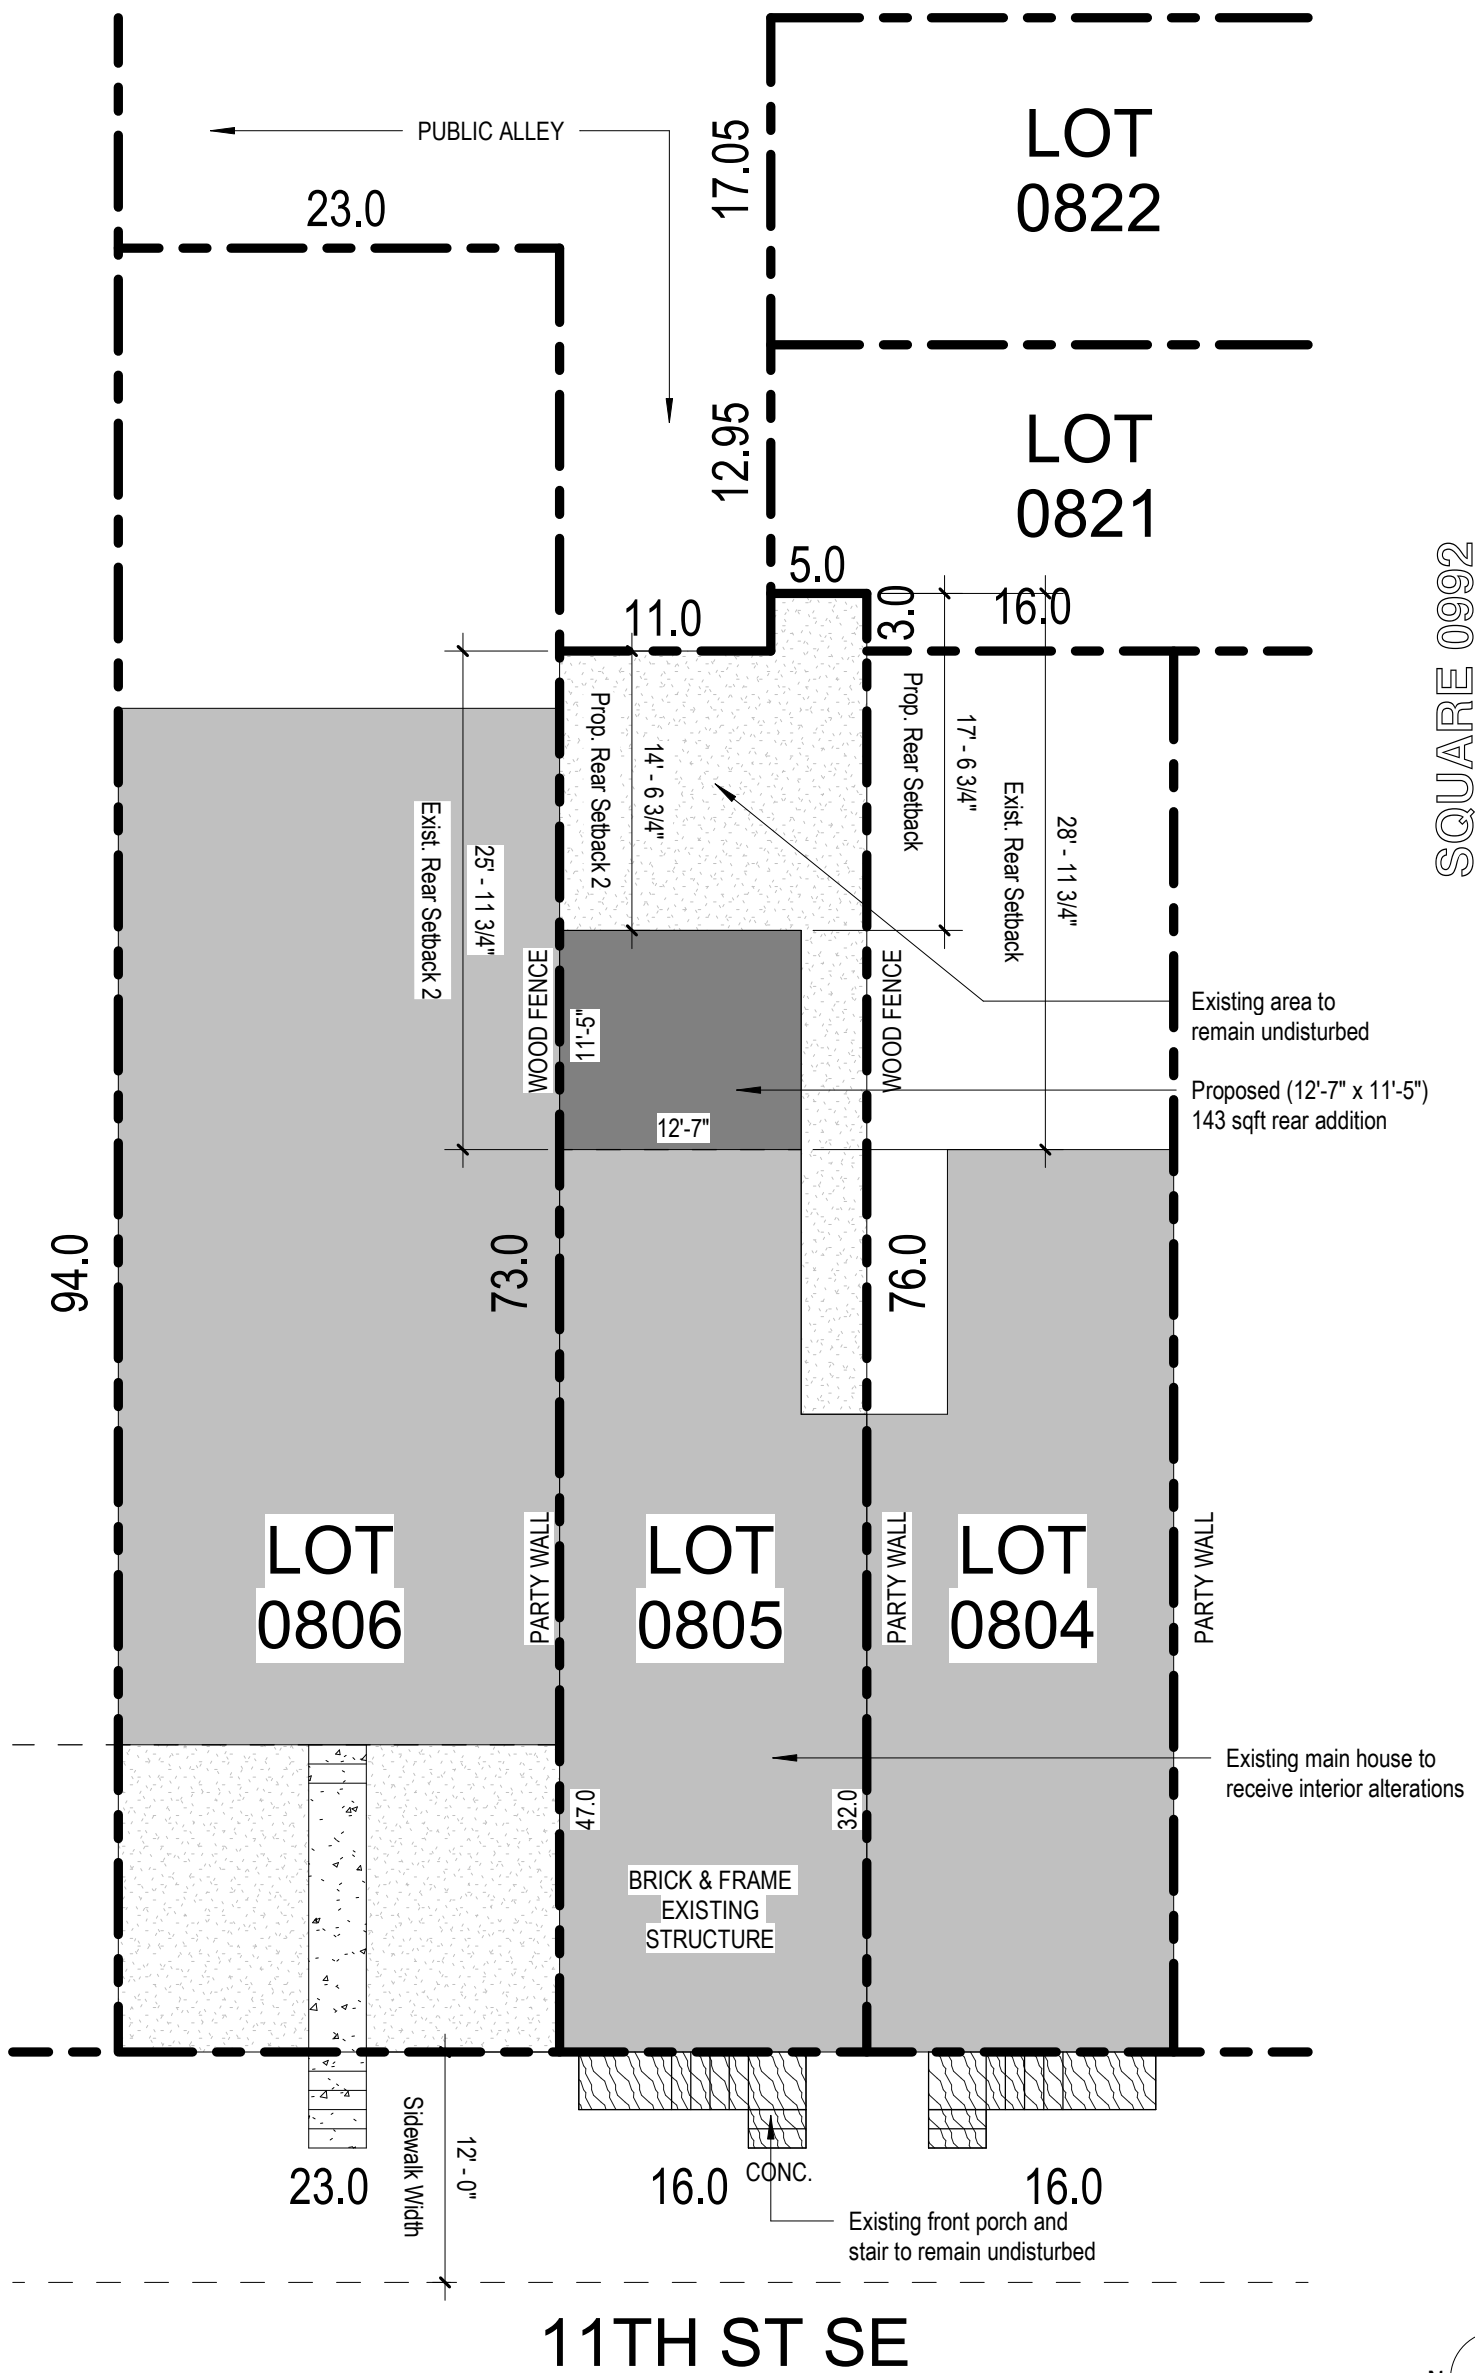 PUBLIC ALLEY
17.05
LOT
0822
23.0
12.95
LOT
0821
SQUARE 0992
5.0
3.0
16.0
11.0
Prop. Rear Setback 2
14' - 6 3/4"
Prop. Rear Setback
17' - 6 3/4"
Exist. Rear Setback
28' - 11 3/4"
Exist. Rear Setback 2
25' - 11 3/4"
WOOD FENCE
11'-5"
WOOD FENCE
Existing area to
remain undisturbed
12'-7"
Proposed (12'-7" x 11'-5")
143 sqft rear addition
94.0
73.0
76.0
LOT
0806
PARTY WALL
LOT
0805
PARTY WALL
LOT
0804
PARTY WALL
Existing main house to
receive interior alterations
47.0
32.0
BRICK & FRAME
EXISTING
STRUCTURE
Sidewalk Width
12' - 0"
23.0
16.0
CONC.
16.0
Existing front porch and
stair to remain undisturbed
11TH ST SE